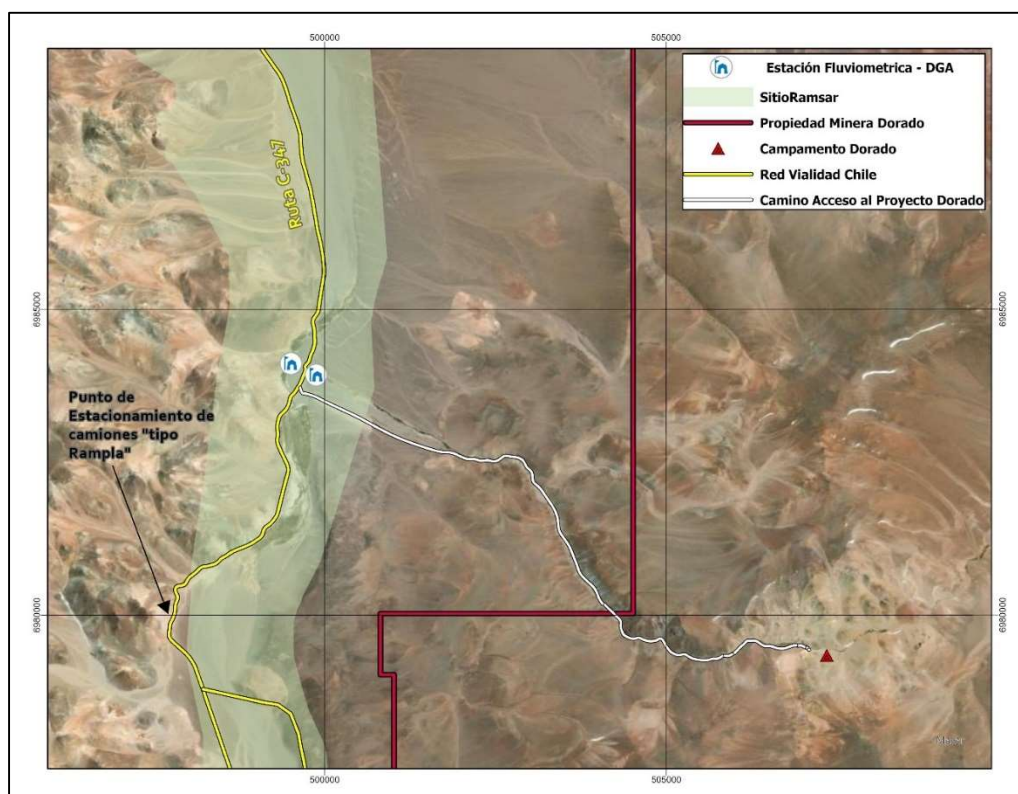 500000
505000
Estación Fluviometrica - DGA
SitioRamsar
Propiedad Minera Dorado
Campamento Dorado
Red Vialidad Chile
Camino Acceso al Proyecto Dorado
Ruta C-347
6985000
6985000
Punto de
Estacionamiento de
camiones "tipo
Rampla"
6980000
6980000
500000
505000